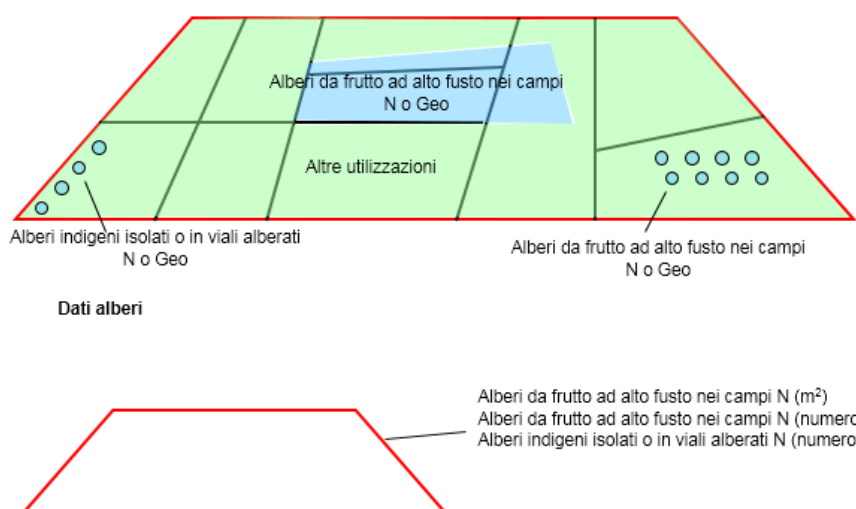 Alberi da frutto ad alto fusto nei campi
N o Geo
Altre utilizzazioni
Alberi indigeni isolati o in viali alberati
N o Geo
Alberi da frutto ad alto fusto nei campi
N o Geo
Dati alberi
Alberi da frutto ad alto fusto nei campi N (m²)
Alberi da frutto ad alto fusto nei campi N (numero
Alberi indigeni isolati o in viali alberati N (numero